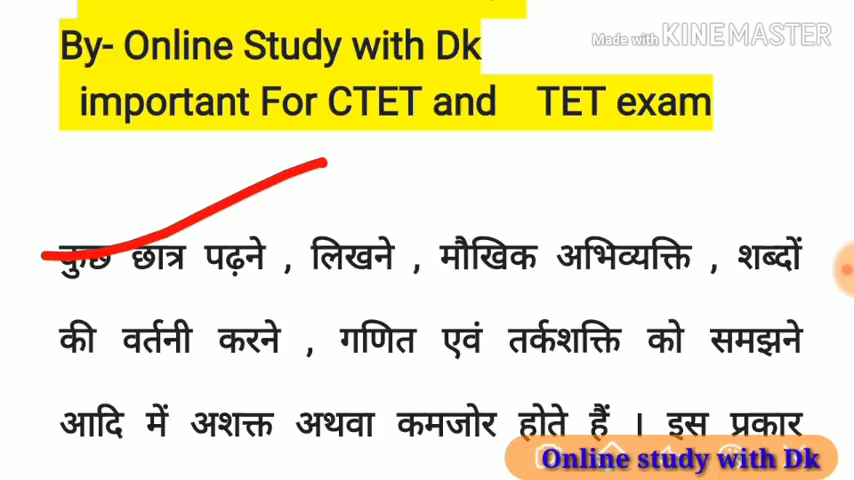 By- Online Study with Dk
Made with KINEMASTER
important For CTET and TET exam
कुछ छात्र पढ़ने , लिखने , मौखिक अभिव्यक्ति , शब्दों
की वर्तनी करने , गणित एवं तर्कशक्ति को समझने
आदि में अशक्त अथवा कमजोर होते हैं । इस प्रकार
Online study with Dk